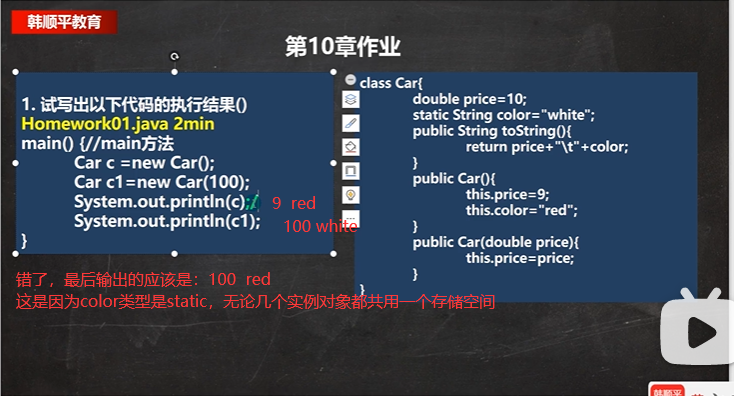 韩顺平教育
第10章作业
1. 试写出以下代码的执行结果()
Homework01.java 2min
main() {//main方法
Car c =new Car();
Car c1=new Car(100);
System.out.println(c);
9 red
System.out.println(c1);
100 white
}
class Car{
double price=10;
static String color="white";
public String toString(){
return price+"\t"+color;
}
public Car(){
this.price=9;
this.color="red";
}
public Car(double price){
this.price=price;
}
}
错了，最后输出的应该是：100 red
这是因为color类型是static，无论几个实例对象都共用一个存储空间
韩顺平